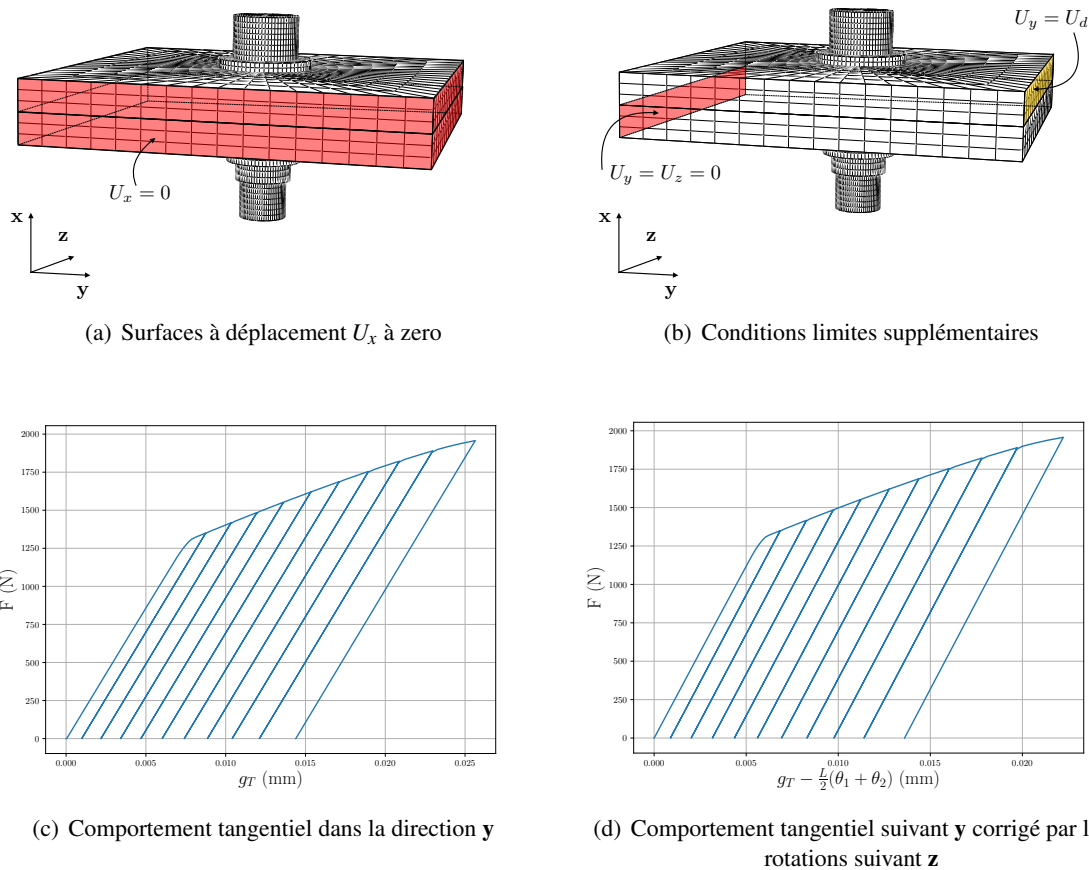 U_y = U_d
U_x = 0
U_y = U_z = 0
x
z
y
x
z
y
(a) Surfaces à déplacement U_x à zero
(b) Conditions limites supplémentaires
2000
1750
1500
1250
1000
750
500
250
0
F (N)
0.000
0.005
0.010
0.015
0.020
0.025
g_T (mm)
2000
1750
1500
1250
1000
750
500
250
0
F (N)
0.000
0.005
0.010
0.015
0.020
g_T − \frac{L}{2}(θ_1 + θ_2) (mm)
(c) Comportement tangentiel dans la direction y
(d) Comportement tangentiel suivant y corrigé par l
rotations suivant z